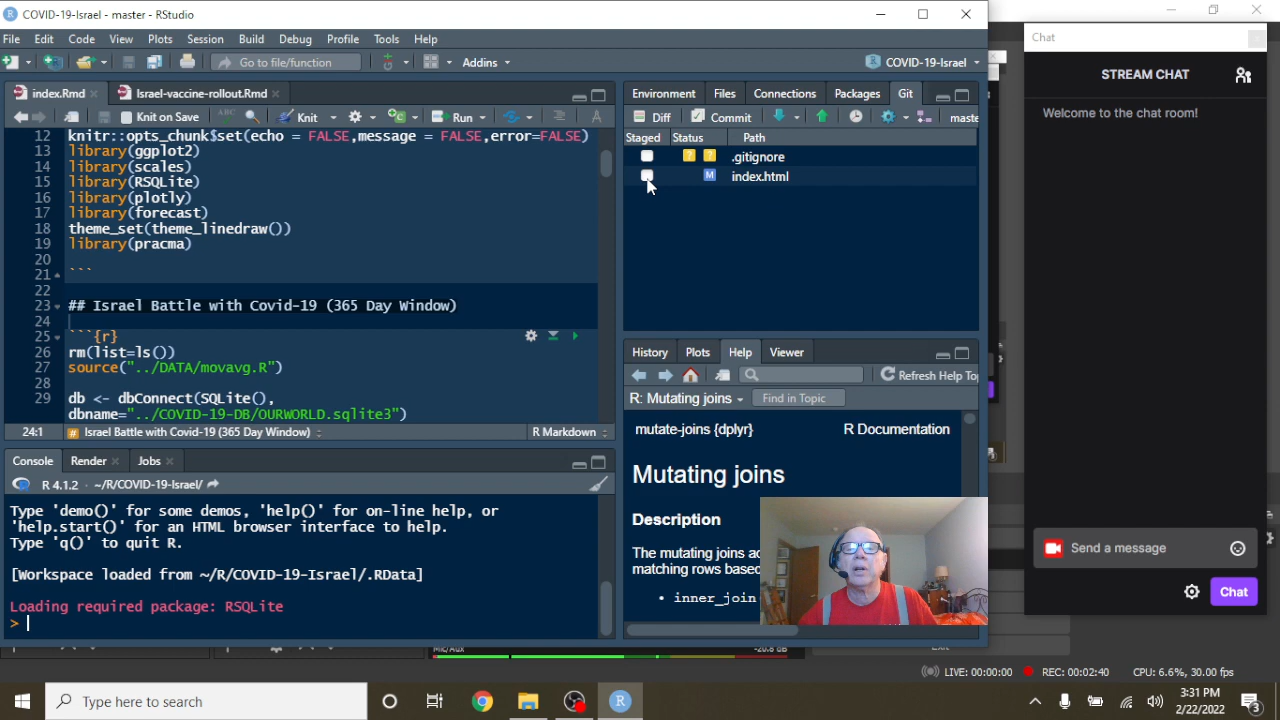 COVID-19-Israel - master - RStudio
File Edit Code View Plots Session Build Debug Profile Tools Help
Go to file/function
Addins
COVID-19-Israel
index.Rmd
Israel-vaccine-rollout.Rmd
Knit on Save
ABC
Knit
Run
12 knitr::opts_chunk$set(echo = FALSE,message = FALSE,error=FALSE)
13 library(ggplot2)
14 library(scales)
15 library(RSQLite)
16 library(plotly)
17 library(forecast)
18 theme_set(theme_linedraw())
19 library(pracma)
20
21 ```
22
23 ## Israel Battle with Covid-19 (365 Day Window)
24
25 ```{r}
26 rm(list=ls())
27 source("../DATA/movavg.R")
28
29 db <- dbConnect(SQLite(),
dbname="../COVID-19-DB/OURWORLD.sqlite3")
24:1
# Israel Battle with Covid-19 (365 Day Window)
R Markdown
Console Render Jobs
R 4.1.2 · ~/R/COVID-19-Israel/
Type 'demo()' for some demos, 'help()' for on-line help, or
'help.start()' for an HTML browser interface to help.
Type 'q()' to quit R.
[Workspace loaded from ~/R/COVID-19-Israel/.RData]
Loading required package: RSQLite
>
Environment Files Connections Packages Git
Diff Commit maste
Staged Status Path
? ? .gitignore
M index.html
History Plots Help Viewer
Refresh Help To
R: Mutating joins
Find in Topic
mutate-joins {dplyr} R Documentation
Mutating joins
Description
The mutating joins ac
matching rows based
• inner_join
Chat
STREAM CHAT
Welcome to the chat room!
Send a message
Chat
Mic/Aux
-20.8 dB
Exit
LIVE: 00:00:00 REC: 00:02:40 CPU: 6.6%, 30.00 fps
Type here to search
3:31 PM
2/22/2022
3